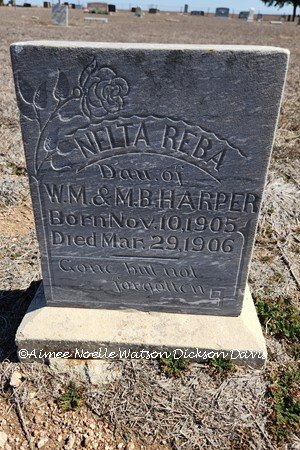 NELTA REBA
Dau. of
W.M. & M.B. HARPER
Born Nov. 10, 1905
Died Mar. 29, 1906
Gone but not
forgotten
©Aimee Noelle Watson Dickson Davis